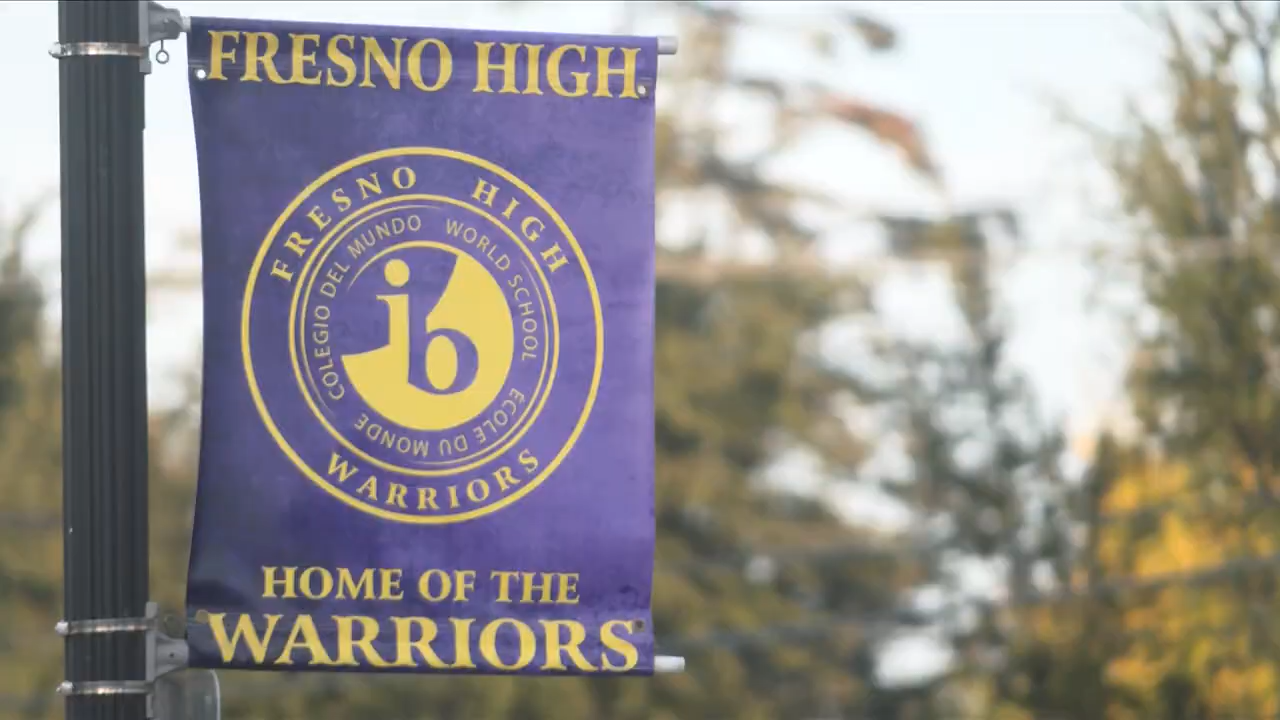 FRESNO HIGH
FRESNO HIGH
COLEGIO DEL MUNDO WORLD SCHOOL ECOLE DU MONDE
ib
WARRIORS
HOME OF THE
WARRIORS